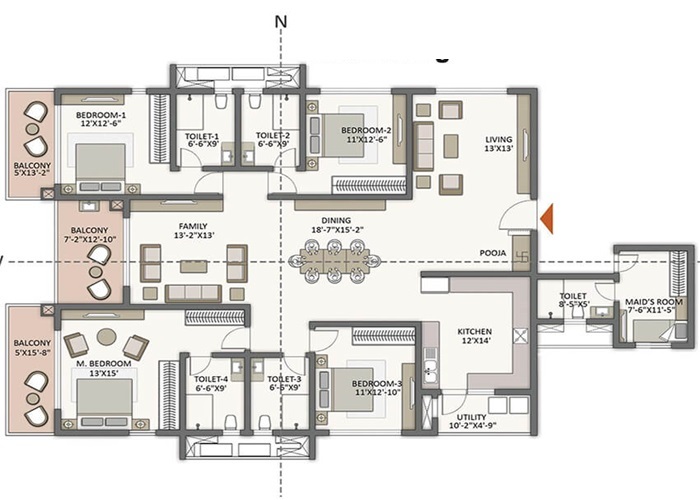 N
BEDROOM-1
12'X12'-6"
TOILET-1
6'-6"X9'
TOILET-2
6'-6"X9'
BEDROOM-2
11'X12'-6"
LIVING
13'X13'
BALCONY
5'X13'-2"
BALCONY
7'-2"X12'-10"
FAMILY
13'-2"X13'
DINING
18'-7"X15'-2"
POOJA
TOILET
8'-5"X5'
MAID'S ROOM
7'-6"X11'-5"
BALCONY
5'X15'-8"
M. BEDROOM
13'X15'
TOILET-4
6'-6"X9'
TOILET-3
6'-6"X9'
BEDROOM-3
11'X12'-10"
KITCHEN
12'X14'
UTILITY
10'-2"X4'-9"